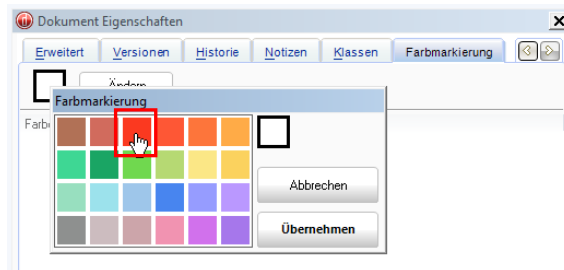 Dokument Eigenschaften
Erweitert Versionen Historie Notizen Klassen Farbmarkierung
Ändern
Farbmarkierung
Abbrechen
Übernehmen